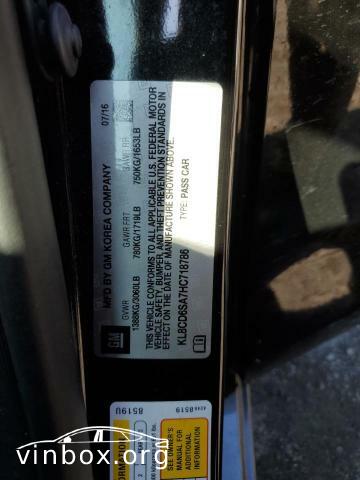 MFD BY GM KOREA COMPANY
07/16
GVWR
GAWR FRT
GAWR RR
1388KG/3060LB
780KG/1719LB
750KG/1653LB
THIS VEHICLE CONFORMS TO ALL APPLICABLE U.S. FEDERAL MOTOR
VEHICLE SAFETY, BUMPER, AND THEFT PREVENTION STANDARDS IN
EFFECT ON THE DATE OF MANUFACTURE SHOWN ABOVE.
TYPE: PASS CAR
KL8CD6SA7HC718786
GM
8519U
8519
SEE OWNER'S
MANUAL FOR
ADDITIONAL
INFORMATION
vinbox.org